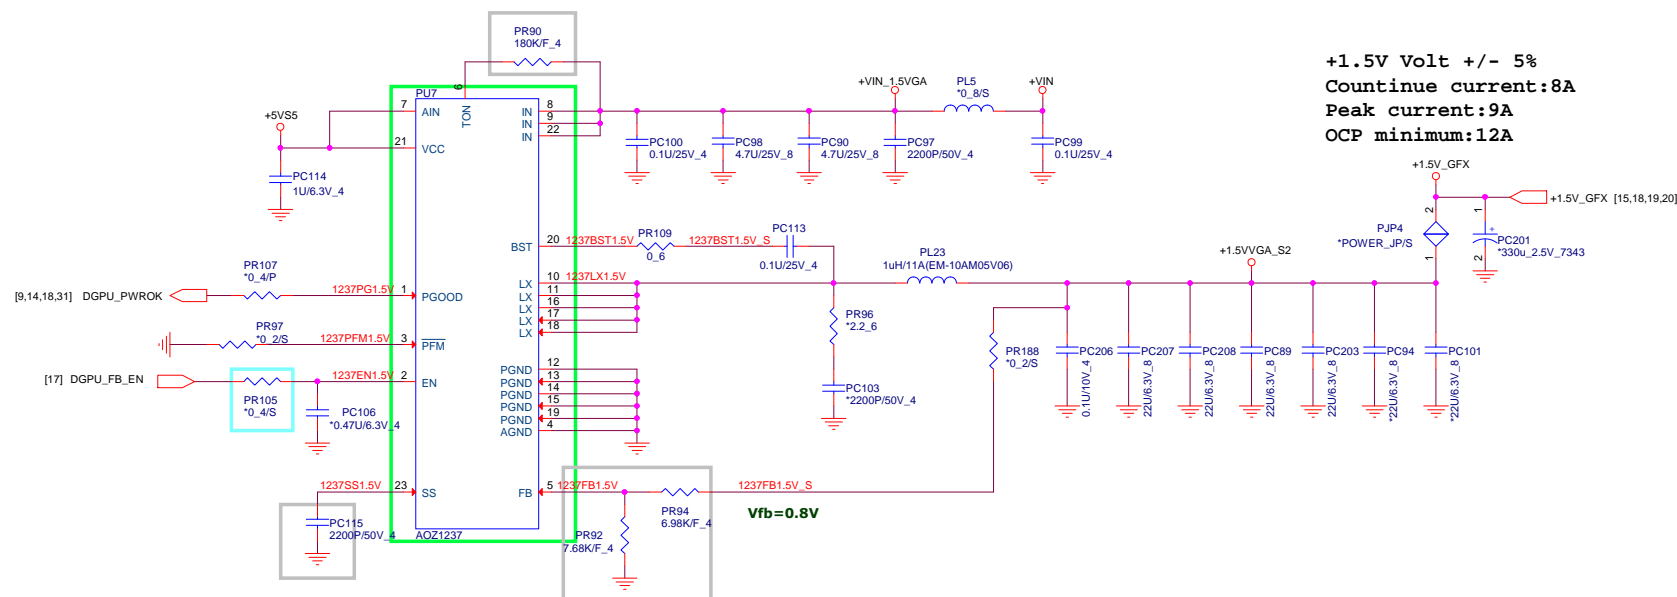 PR90
180K/F_4
+1.5V Volt +/- 5%
Countinue current:8A
Peak current:9A
OCP minimum:12A
+VIN_1.5VGA
PL5
*0_8/S
+VIN
PU7
6
TON
7
AIN
8
IN
9
IN
22
IN
+5VS5
21
VCC
PC100
0.1U/25V_4
PC98
4.7U/25V_8
PC90
4.7U/25V_8
PC97
2200P/50V_4
PC99
0.1U/25V_4
PC114
1U/6.3V_4
+1.5V_GFX
+1.5V_GFX [15,18,19,20]
2
1
PJP4
*POWER_JP/S
1
2
PC201
*330u_2.5V_7343
BST
20
1237BST1.5V
PR109
0_6
1237BST1.5V_S
PC113
0.1U/25V_4
PL23
1uH/11A(EM-10AM05V06)
+1.5VVGA_S2
LX
10
1237LX1.5V
LX
11
LX
16
LX
17
LX
18
PR107
*0_4/P
[9,14,18,31] DGPU_PWROK
1237PG1.5V
1
PGOOD
PR96
*2.2_6
PR97
*0_2/S
1237PFM1.5V
3
PFM
PR188
*0_2/S
PC206
0.1U/10V_4
PC207
22U/6.3V_8
PC208
22U/6.3V_8
PC89
22U/6.3V_8
PC203
22U/6.3V_8
PC94
*22U/6.3V_8
PC101
*22U/6.3V_8
[17] DGPU_FB_EN
1237EN1.5V
2
EN
PR105
*0_4/S
PC106
*0.47U/6.3V_4
PGND
12
PGND
13
PGND
14
PGND
15
PGND
19
AGND
4
PC103
*2200P/50V_4
1237SS1.5V
23
SS
FB
5
1237FB1.5V
PR94
6.98K/F_4
1237FB1.5V_S
Vfb=0.8V
PC115
2200P/50V_4
AOZ1237
PR92
7.68K/F_4